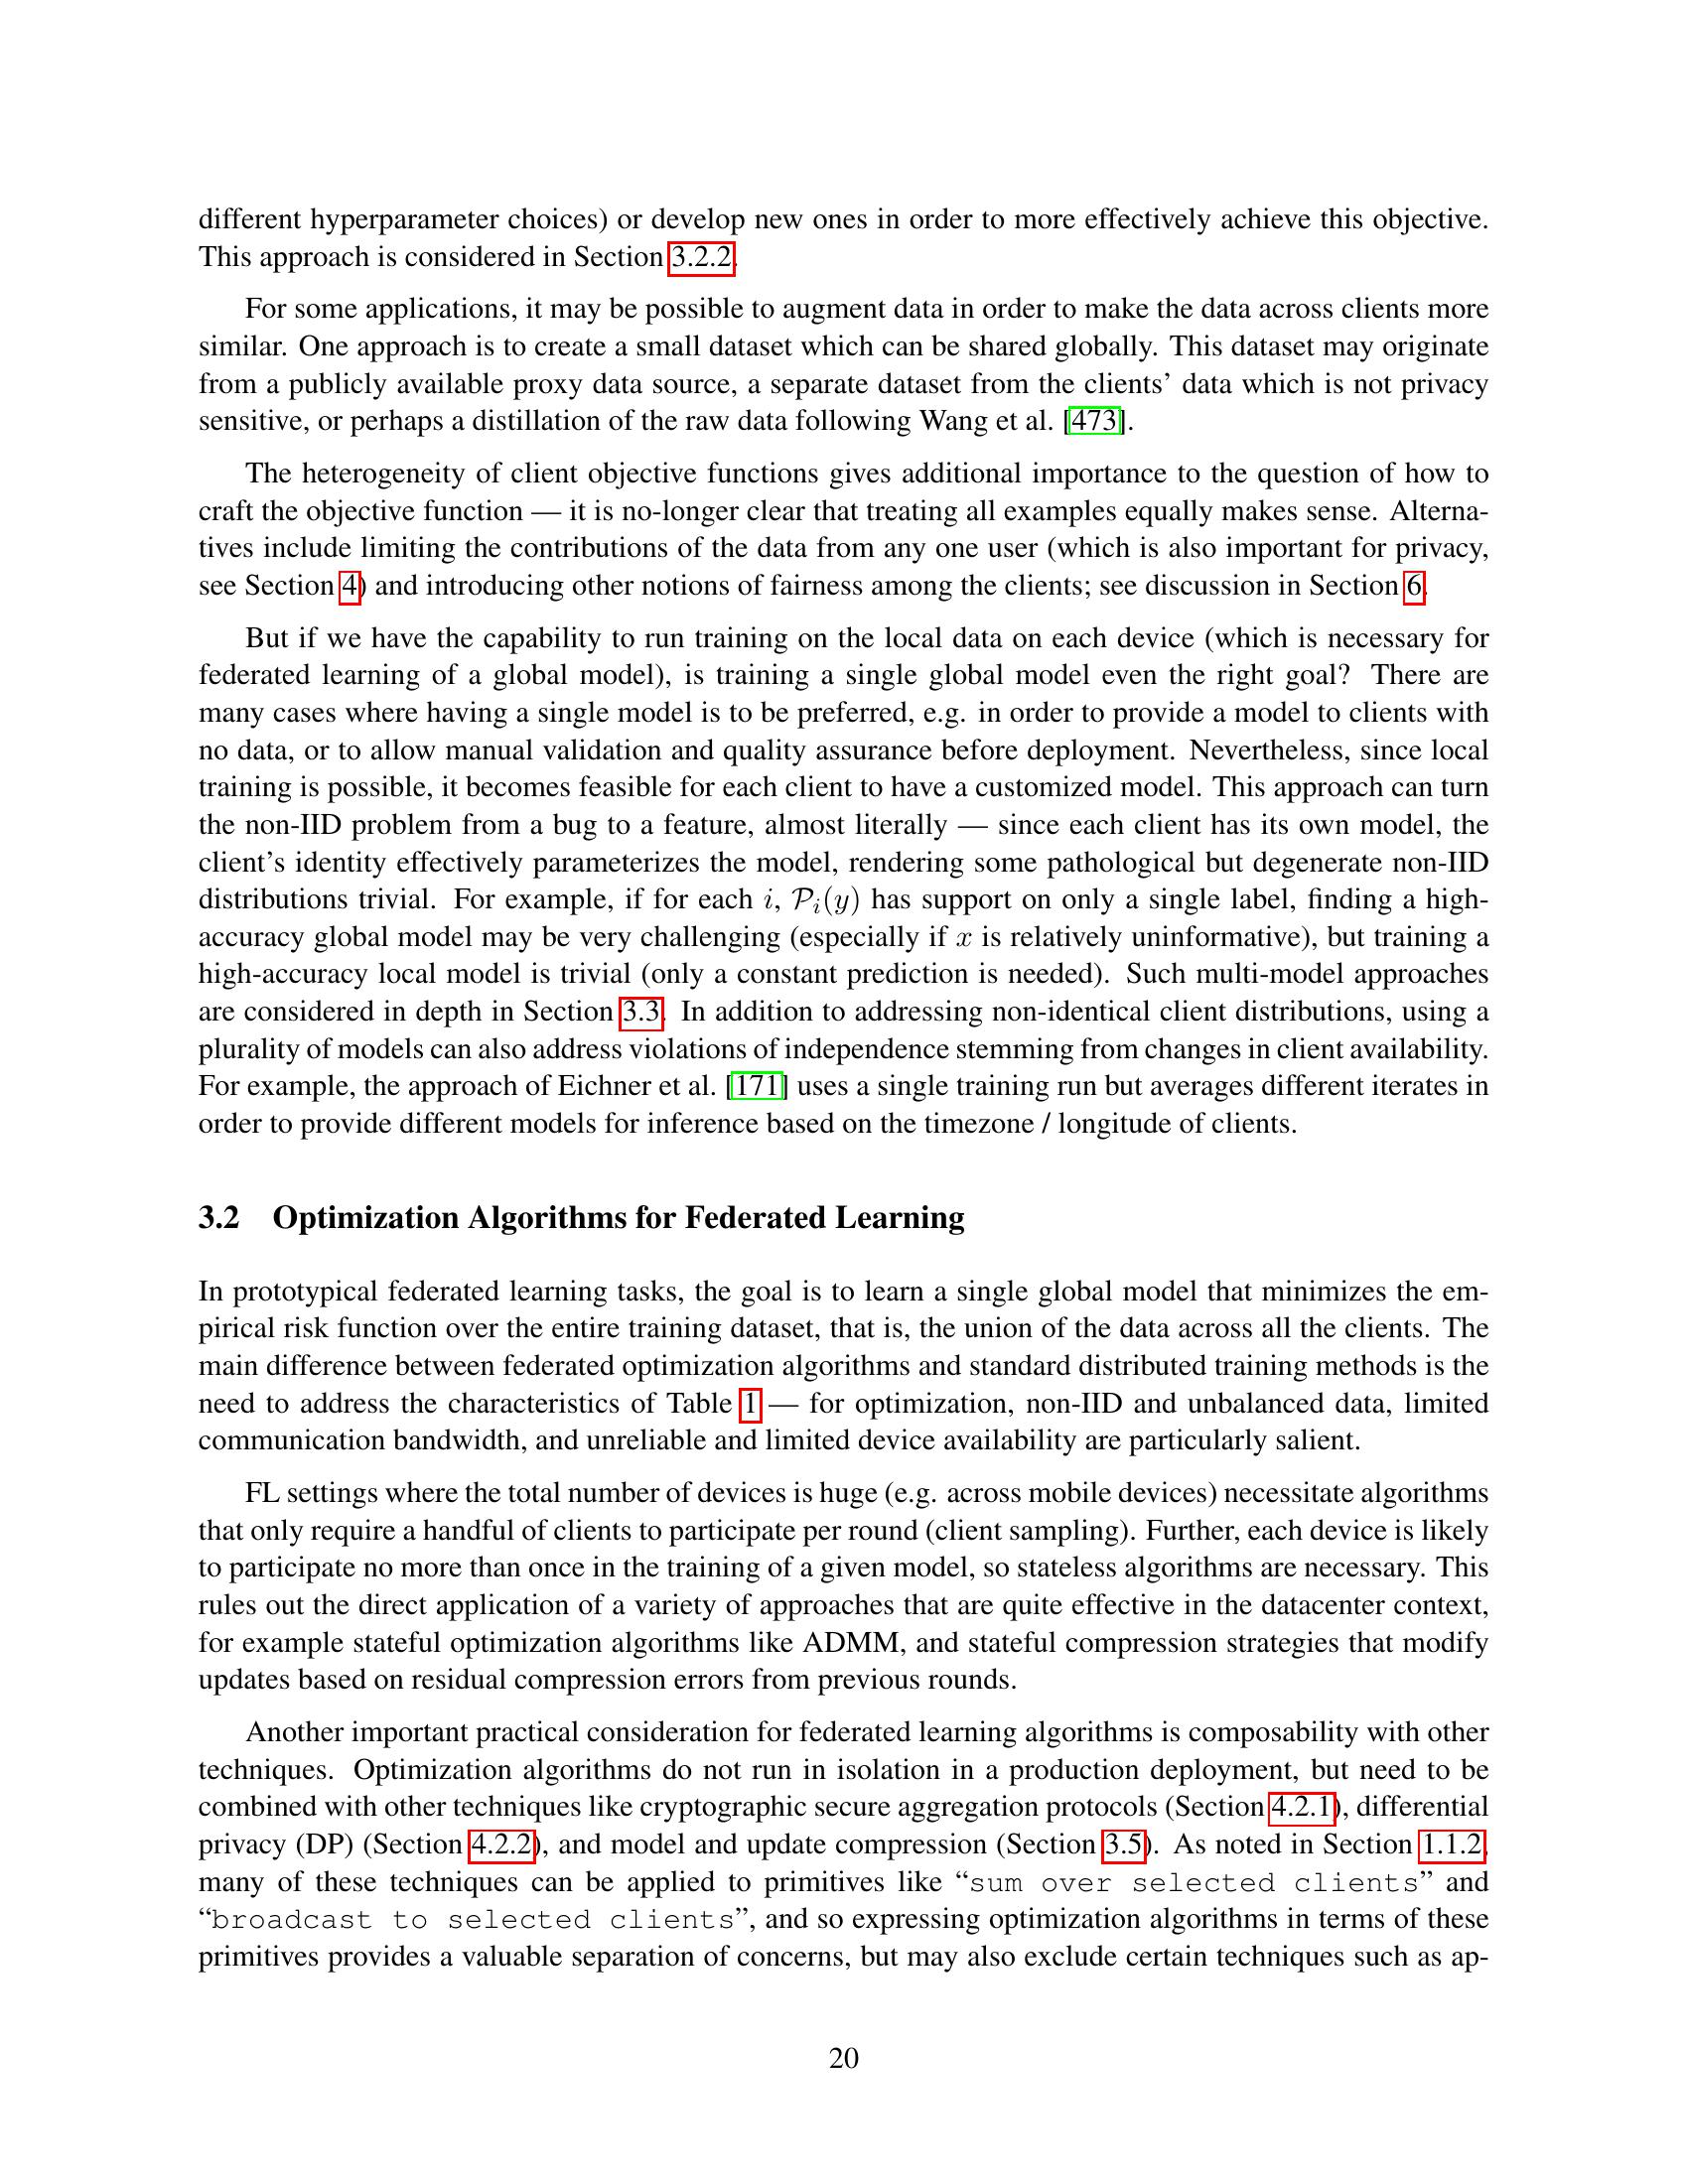 different hyperparameter choices) or develop new ones in order to more effectively achieve this objective.
This approach is considered in Section 3.2.2.
For some applications, it may be possible to augment data in order to make the data across clients more
similar. One approach is to create a small dataset which can be shared globally. This dataset may originate
from a publicly available proxy data source, a separate dataset from the clients' data which is not privacy
sensitive, or perhaps a distillation of the raw data following Wang et al. [473].
The heterogeneity of client objective functions gives additional importance to the question of how to
craft the objective function — it is no-longer clear that treating all examples equally makes sense. Alterna-
tives include limiting the contributions of the data from any one user (which is also important for privacy,
see Section 4) and introducing other notions of fairness among the clients; see discussion in Section 6.
But if we have the capability to run training on the local data on each device (which is necessary for
federated learning of a global model), is training a single global model even the right goal? There are
many cases where having a single model is to be preferred, e.g. in order to provide a model to clients with
no data, or to allow manual validation and quality assurance before deployment. Nevertheless, since local
training is possible, it becomes feasible for each client to have a customized model. This approach can turn
the non-IID problem from a bug to a feature, almost literally — since each client has its own model, the
client's identity effectively parameterizes the model, rendering some pathological but degenerate non-IID
distributions trivial. For example, if for each i, 𝒫ᵢ(y) has support on only a single label, finding a high-
accuracy global model may be very challenging (especially if x is relatively uninformative), but training a
high-accuracy local model is trivial (only a constant prediction is needed). Such multi-model approaches
are considered in depth in Section 3.3. In addition to addressing non-identical client distributions, using a
plurality of models can also address violations of independence stemming from changes in client availability.
For example, the approach of Eichner et al. [171] uses a single training run but averages different iterates in
order to provide different models for inference based on the timezone / longitude of clients.
3.2 Optimization Algorithms for Federated Learning
In prototypical federated learning tasks, the goal is to learn a single global model that minimizes the em-
pirical risk function over the entire training dataset, that is, the union of the data across all the clients. The
main difference between federated optimization algorithms and standard distributed training methods is the
need to address the characteristics of Table 1 — for optimization, non-IID and unbalanced data, limited
communication bandwidth, and unreliable and limited device availability are particularly salient.
FL settings where the total number of devices is huge (e.g. across mobile devices) necessitate algorithms
that only require a handful of clients to participate per round (client sampling). Further, each device is likely
to participate no more than once in the training of a given model, so stateless algorithms are necessary. This
rules out the direct application of a variety of approaches that are quite effective in the datacenter context,
for example stateful optimization algorithms like ADMM, and stateful compression strategies that modify
updates based on residual compression errors from previous rounds.
Another important practical consideration for federated learning algorithms is composability with other
techniques. Optimization algorithms do not run in isolation in a production deployment, but need to be
combined with other techniques like cryptographic secure aggregation protocols (Section 4.2.1), differential
privacy (DP) (Section 4.2.2), and model and update compression (Section 3.5). As noted in Section 1.1.2,
many of these techniques can be applied to primitives like “sum over selected clients” and
“broadcast to selected clients”, and so expressing optimization algorithms in terms of these
primitives provides a valuable separation of concerns, but may also exclude certain techniques such as ap-
20